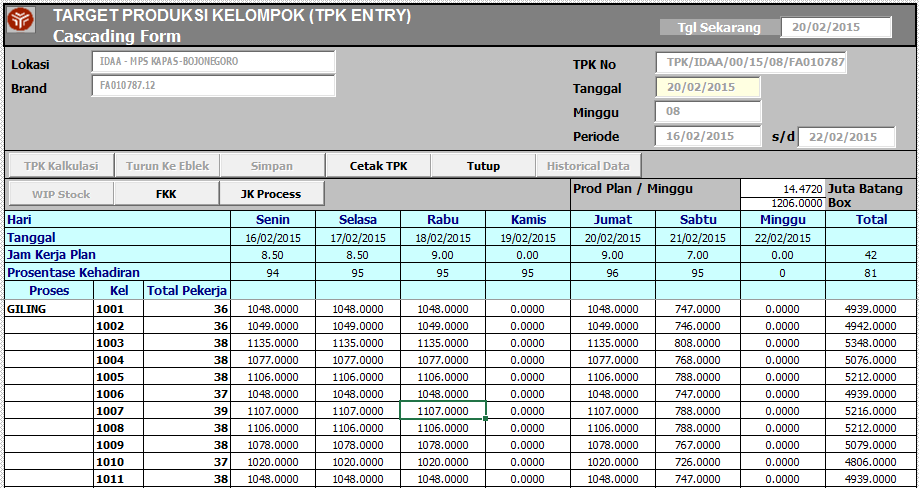 TARGET PRODUKSI KELOMPOK (TPK ENTRY)
Cascading Form
Tgl Sekarang 20/02/2015
Lokasi IDAA - MPS KAPAS-BOJONEGORO
Brand FA010787.12
TPK No TPK/IDAA/00/15/08/FA010787
Tanggal 20/02/2015
Minggu 08
Periode 16/02/2015 s/d 22/02/2015
TPK Kalkulasi Turun Ke Eblek Simpan Cetak TPK Tutup Historical Data
WIP Stock FKK JK Process
Prod Plan / Minggu 14.4720 Juta Batang
1206.0000 Box
Hari Senin Selasa Rabu Kamis Jumat Sabtu Minggu Total
Tanggal 16/02/2015 17/02/2015 18/02/2015 19/02/2015 20/02/2015 21/02/2015 22/02/2015
Jam Kerja Plan 8.50 8.50 9.00 0.00 9.00 7.00 0.00 42
Prosentase Kehadiran 94 95 95 95 96 95 0 81
Proses Kel Total Pekerja
GILING 1001 36 1048.0000 1048.0000 1048.0000 0.0000 1048.0000 747.0000 0.0000 4939.0000
1002 36 1049.0000 1049.0000 1049.0000 0.0000 1049.0000 746.0000 0.0000 4942.0000
1003 38 1135.0000 1135.0000 1135.0000 0.0000 1135.0000 808.0000 0.0000 5348.0000
1004 38 1077.0000 1077.0000 1077.0000 0.0000 1077.0000 768.0000 0.0000 5076.0000
1005 38 1106.0000 1106.0000 1106.0000 0.0000 1106.0000 788.0000 0.0000 5212.0000
1006 37 1048.0000 1048.0000 1048.0000 0.0000 1048.0000 747.0000 0.0000 4939.0000
1007 39 1107.0000 1107.0000 1107.0000 0.0000 1107.0000 788.0000 0.0000 5216.0000
1008 38 1106.0000 1106.0000 1106.0000 0.0000 1106.0000 788.0000 0.0000 5212.0000
1009 38 1078.0000 1078.0000 1078.0000 0.0000 1078.0000 767.0000 0.0000 5079.0000
1010 37 1020.0000 1020.0000 1020.0000 0.0000 1020.0000 726.0000 0.0000 4806.0000
1011 38 1048.0000 1048.0000 1048.0000 0.0000 1048.0000 747.0000 0.0000 4939.0000